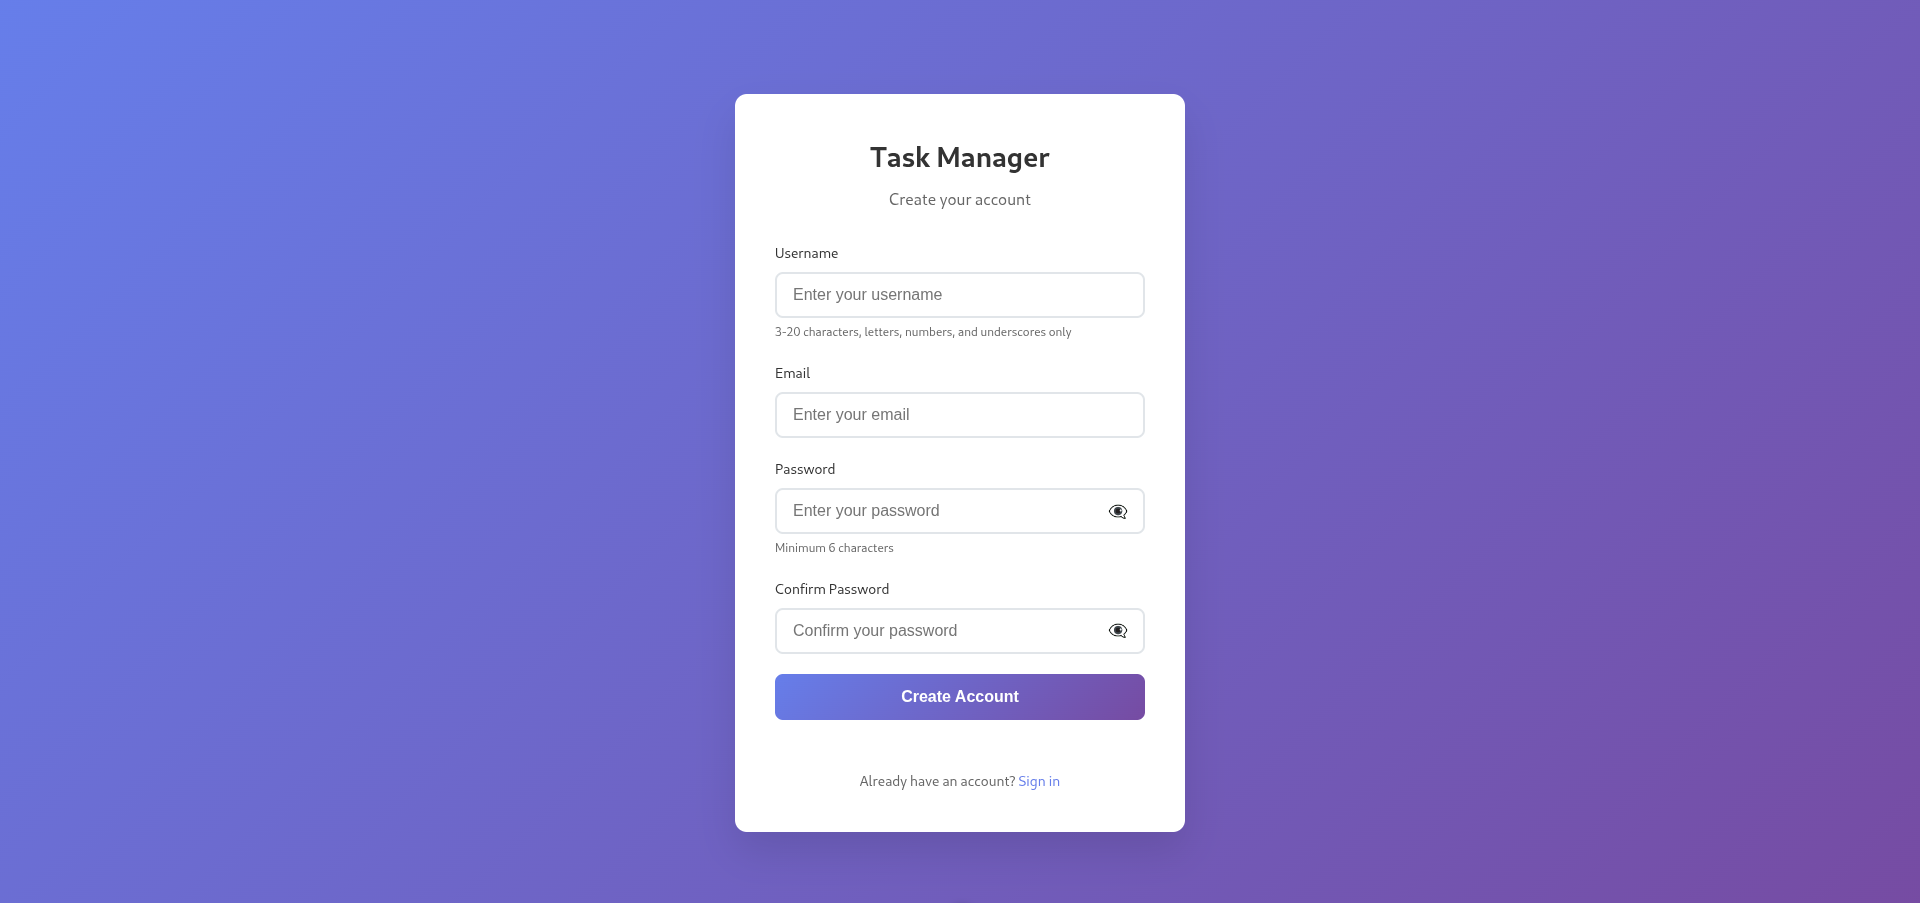 Task Manager
Create your account
Username
Enter your username
3-20 characters, letters, numbers, and underscores only
Email
Enter your email
Password
Enter your password
Minimum 6 characters
Confirm Password
Confirm your password
Create Account
Already have an account? Sign in